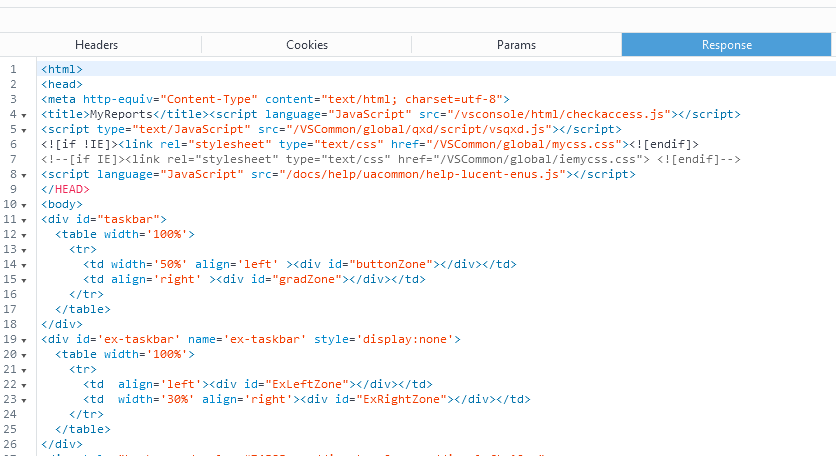 Headers Cookies Params Response
1 <html>
2 <head>
3 <meta http-equiv="Content-Type" content="text/html; charset=utf-8">
4 <title>MyReports</title><script language="JavaScript" src="/vsconsole/html/checkaccess.js"></script>
5 <script type="text/JavaScript" src="/VSCommon/global/qxd/script/vsqxd.js"></script>
6 <![if !IE]><link rel="stylesheet" type="text/css" href="/VSCommon/global/mycss.css"><![endif]>
7 <!--[if IE]><link rel="stylesheet" type="text/css" href="/VSCommon/global/iemycss.css"> <![endif]-->
8 <script language="JavaScript" src="/docs/help/uacommon/help-lucent-enus.js"></script>
9 </HEAD>
10 <body>
11 <div id="taskbar">
12   <table width='100%'>
13     <tr>
14       <td width='50%' align='left' ><div id="buttonZone"></div></td>
15       <td align='right' ><div id="gradZone"></div></td>
16     </tr>
17   </table>
18 </div>
19 <div id='ex-taskbar' name='ex-taskbar' style='display:none'>
20   <table width='100%'>
21     <tr>
22       <td  align='left'><div id="ExLeftZone"></div></td>
23       <td  width='30%' align='right'><div id="ExRightZone"></div></td>
24     </tr>
25   </table>
26 </div>